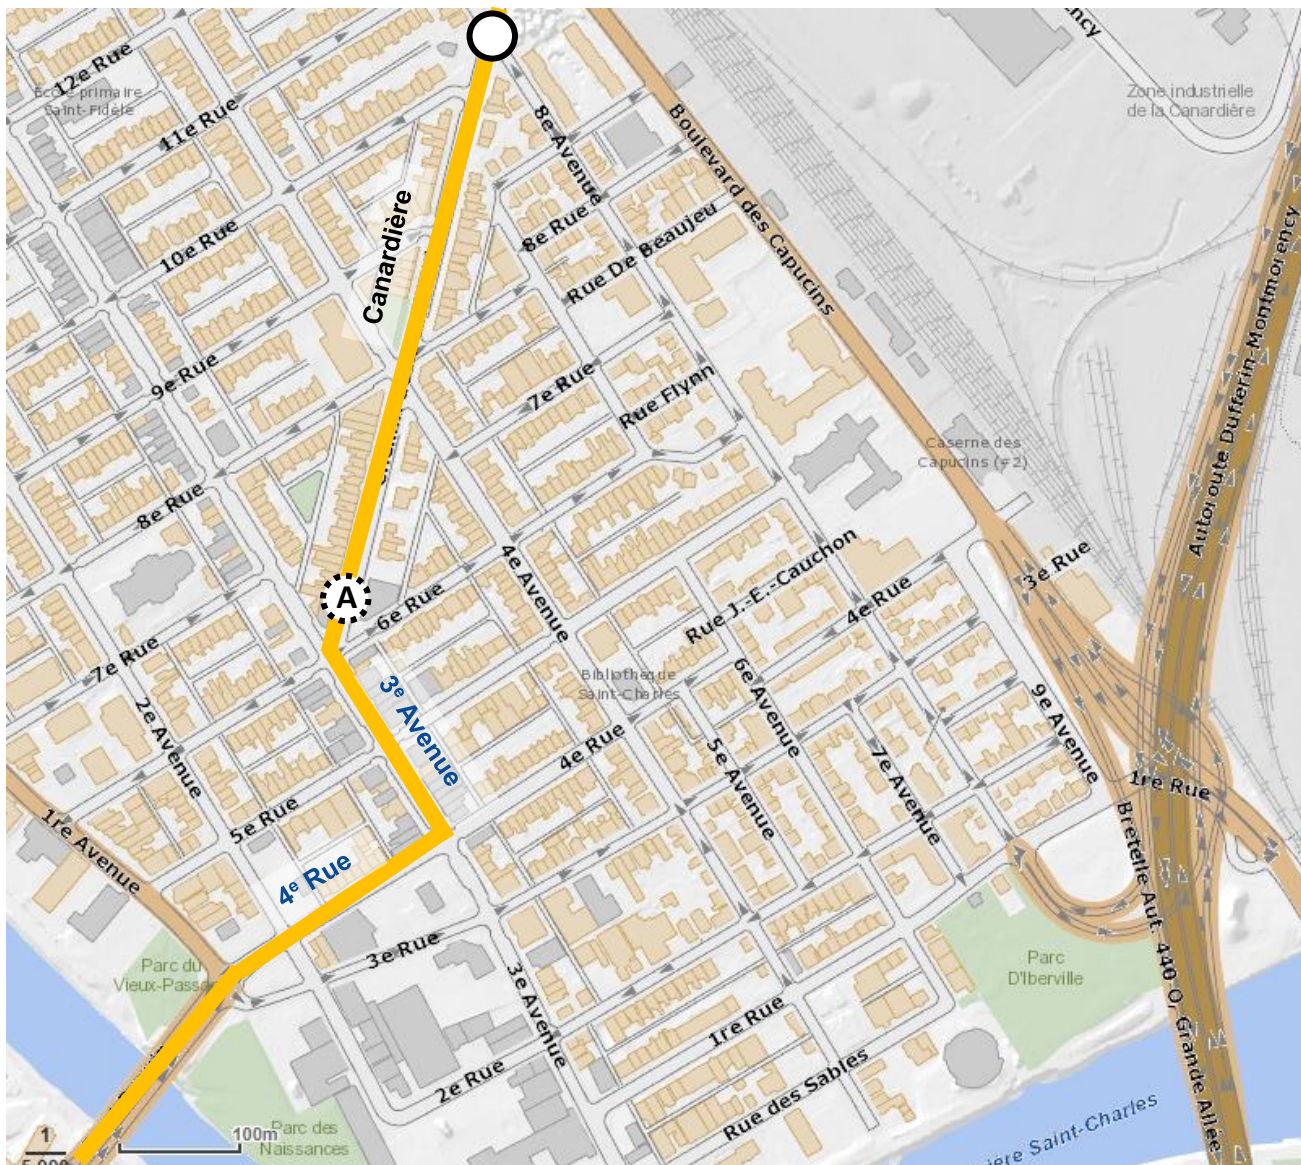 12e Rue
École primaire
Saint-Fidèle
11e Rue
10e Rue
9e Rue
8e Rue
7e Rue
Canardière
8e Avenue
8e Rue
Rue De Beaujeu
Boulevard des Capucins
Zone industrielle
de la Canardière
Autoroute Dufferin-Montmorency
7e Rue
Rue Flynn
Caserne des
Capucins (#2)
A
6e Rue
4e Avenue
Rue J.-E.-Cauchon
4e Rue
3e Rue
Bibliothèque
Saint-Charles
3e Avenue
2e Avenue
6e Avenue
9e Avenue
4e Rue
5e Avenue
7e Avenue
1re Rue
5e Rue
1re Avenue
4e Rue
Bretelle Aut. 440 O, Grande Allée
3e Rue
Parc du
3e Avenue
Parc
D'Iberville
1re Rue
2e Rue
Rue des Sables
Parc des
Naissances
100m
1
Saint-Charles